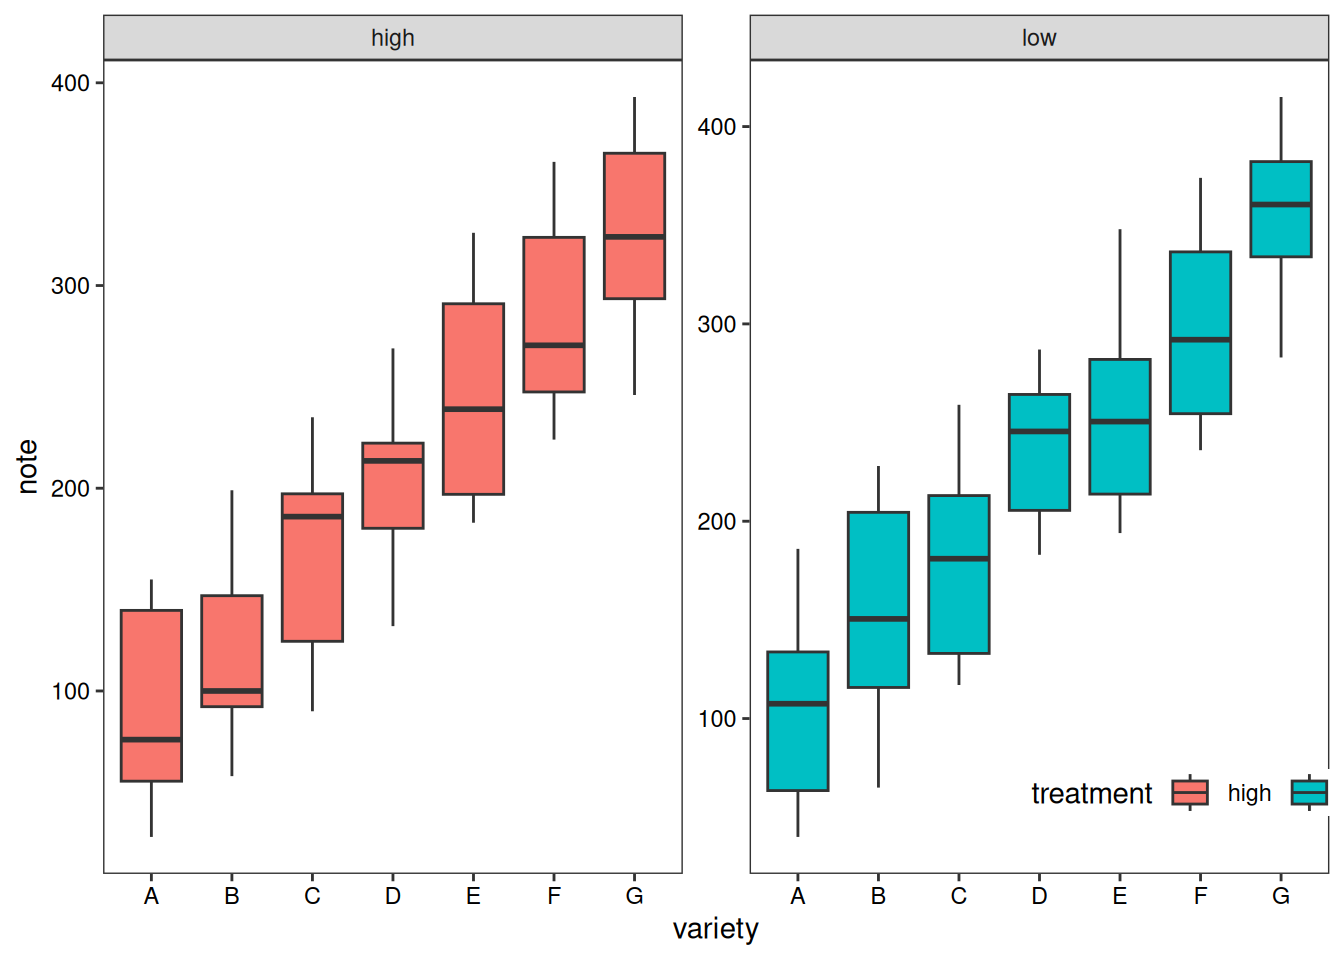 high
low
400
300
200
100
400
300
200
100
note
treatment high
A B C D E F G
A B C D E F G
variety